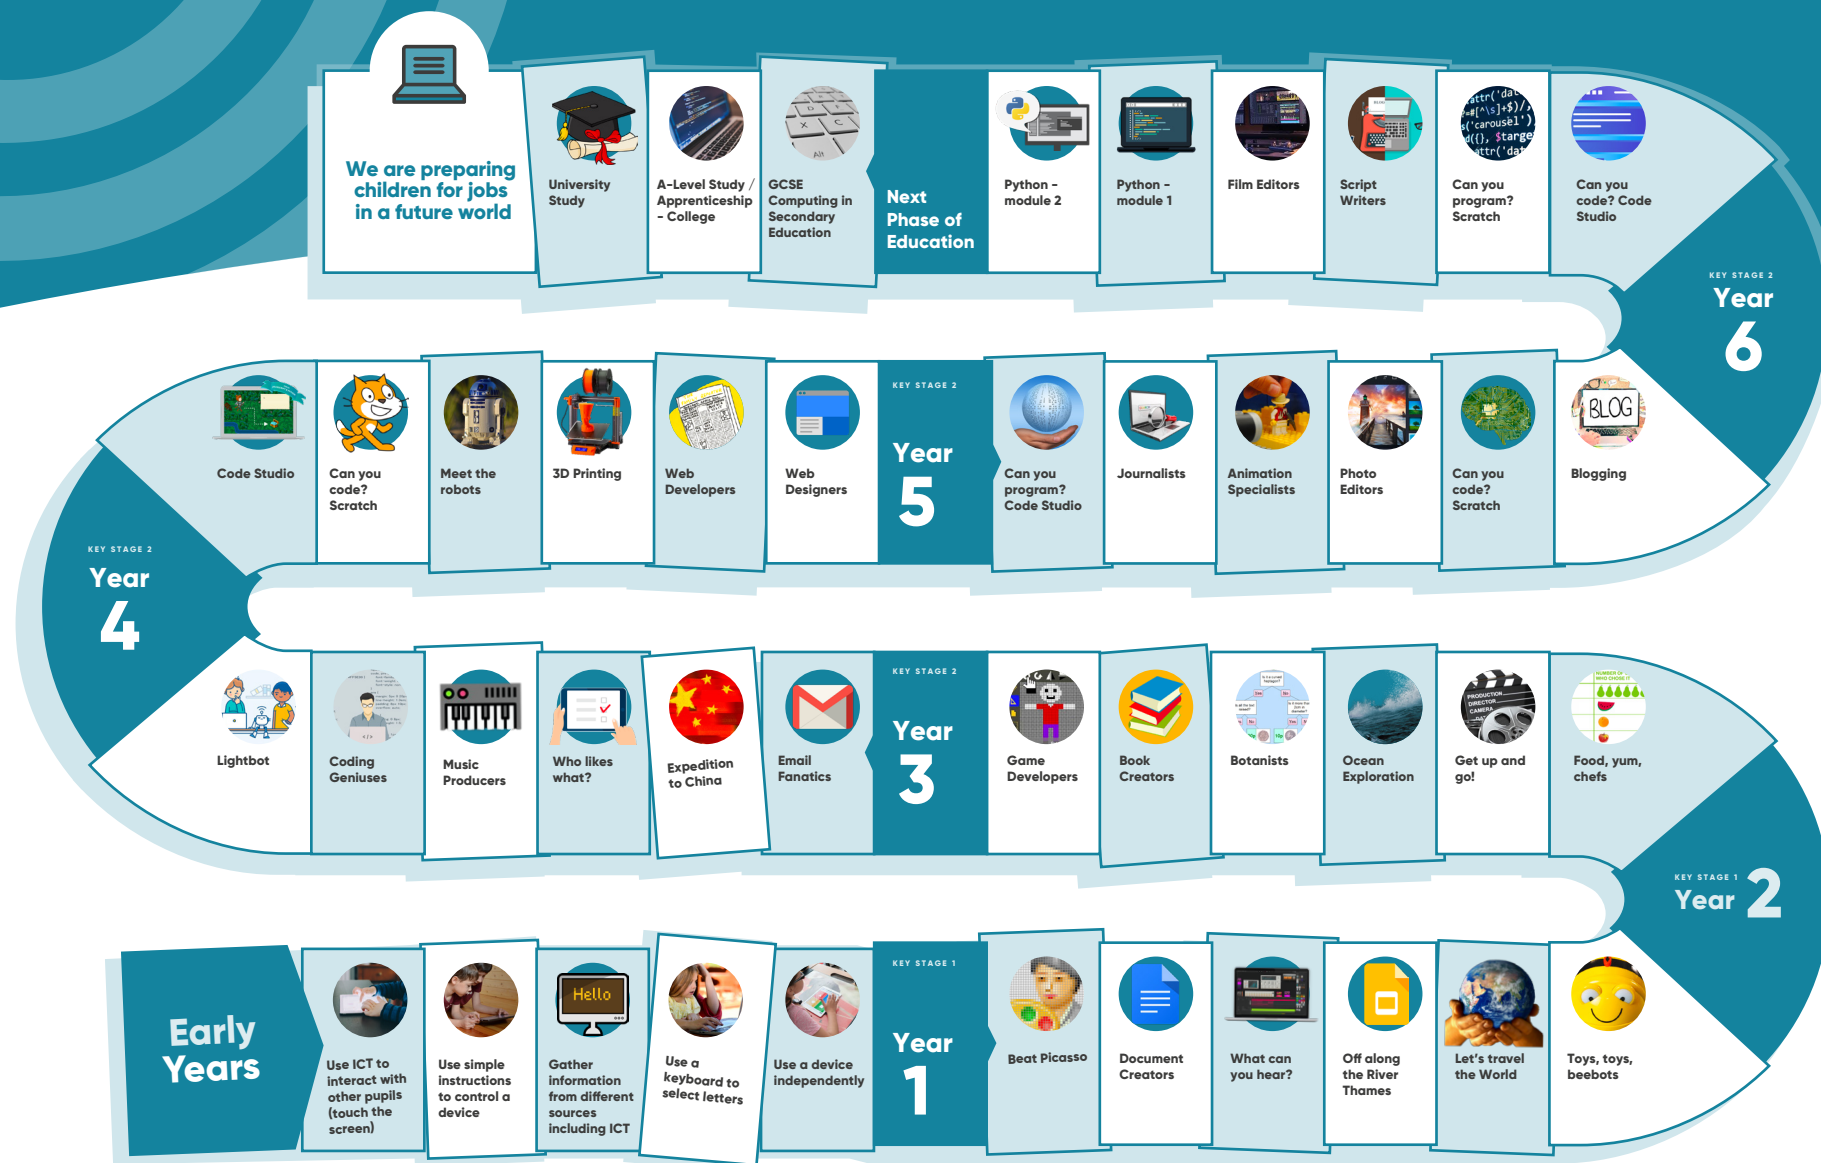 We are preparing
children for jobs
in a future world
University
Study
A-Level Study /
Apprenticeship
- College
GCSE
Computing in
Secondary
Education
Next
Phase of
Education
Python -
module 2
Python -
module 1
Film Editors
Script
Writers
Can you
program?
Scratch
Can you
code? Code
Studio
KEY STAGE 2
Year
6
Code Studio
Can you
code?
Scratch
Meet the
robots
3D Printing
Web
Developers
Web
Designers
KEY STAGE 2
Year
5
Can you
program?
Code Studio
Journalists
Animation
Specialists
Photo
Editors
Can you
code?
Scratch
BLOG
Blogging
KEY STAGE 2
Year
4
Lightbot
Coding
Geniuses
Music
Producers
Who likes
what?
Expedition
to China
Email
Fanatics
KEY STAGE 2
Year
3
Game
Developers
Book
Creators
Botanists
Ocean
Exploration
PRODUCTION
DIRECTOR
CAMERA
Get up and
go!
Food, yum,
chefs
KEY STAGE 1
Year 2
Early
Years
Use ICT to
interact with
other pupils
(touch the
screen)
Use simple
instructions
to control a
device
Hello
Gather
information
from different
sources
including ICT
Use a
keyboard to
select letters
Use a device
independently
KEY STAGE 1
Year
1
Beat Picasso
Document
Creators
What can
you hear?
Off along
the River
Thames
Let's travel
the World
Toys, toys,
beebots